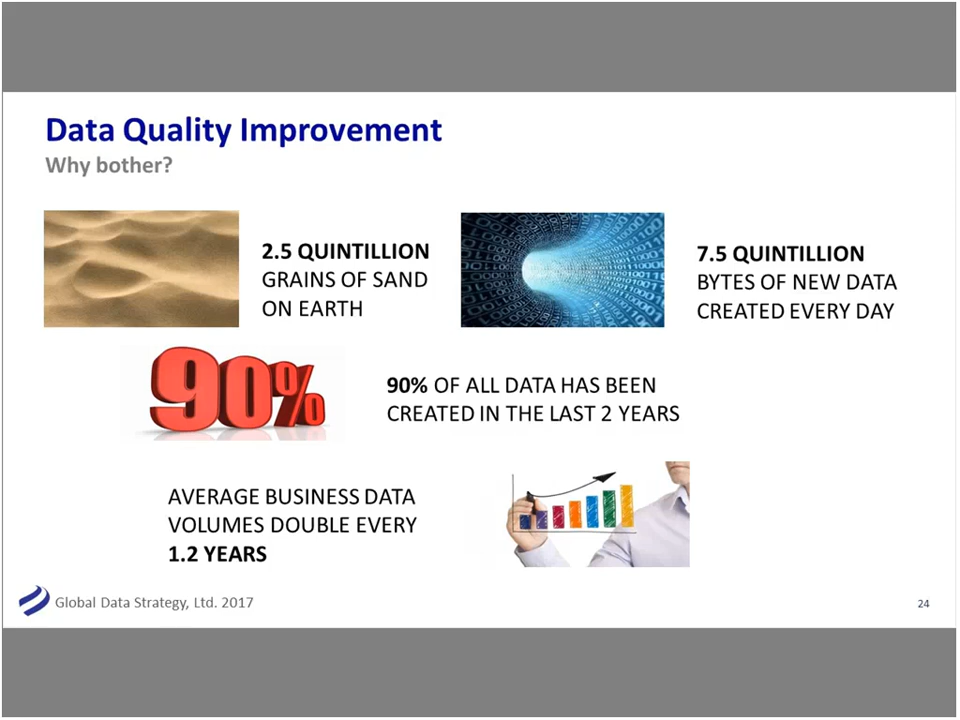 Data Quality Improvement
Why bother?
2.5 QUINTILLION
GRAINS OF SAND
ON EARTH
7.5 QUINTILLION
BYTES OF NEW DATA
CREATED EVERY DAY
90%
90% OF ALL DATA HAS BEEN
CREATED IN THE LAST 2 YEARS
AVERAGE BUSINESS DATA
VOLUMES DOUBLE EVERY
1.2 YEARS
Global Data Strategy, Ltd. 2017
24